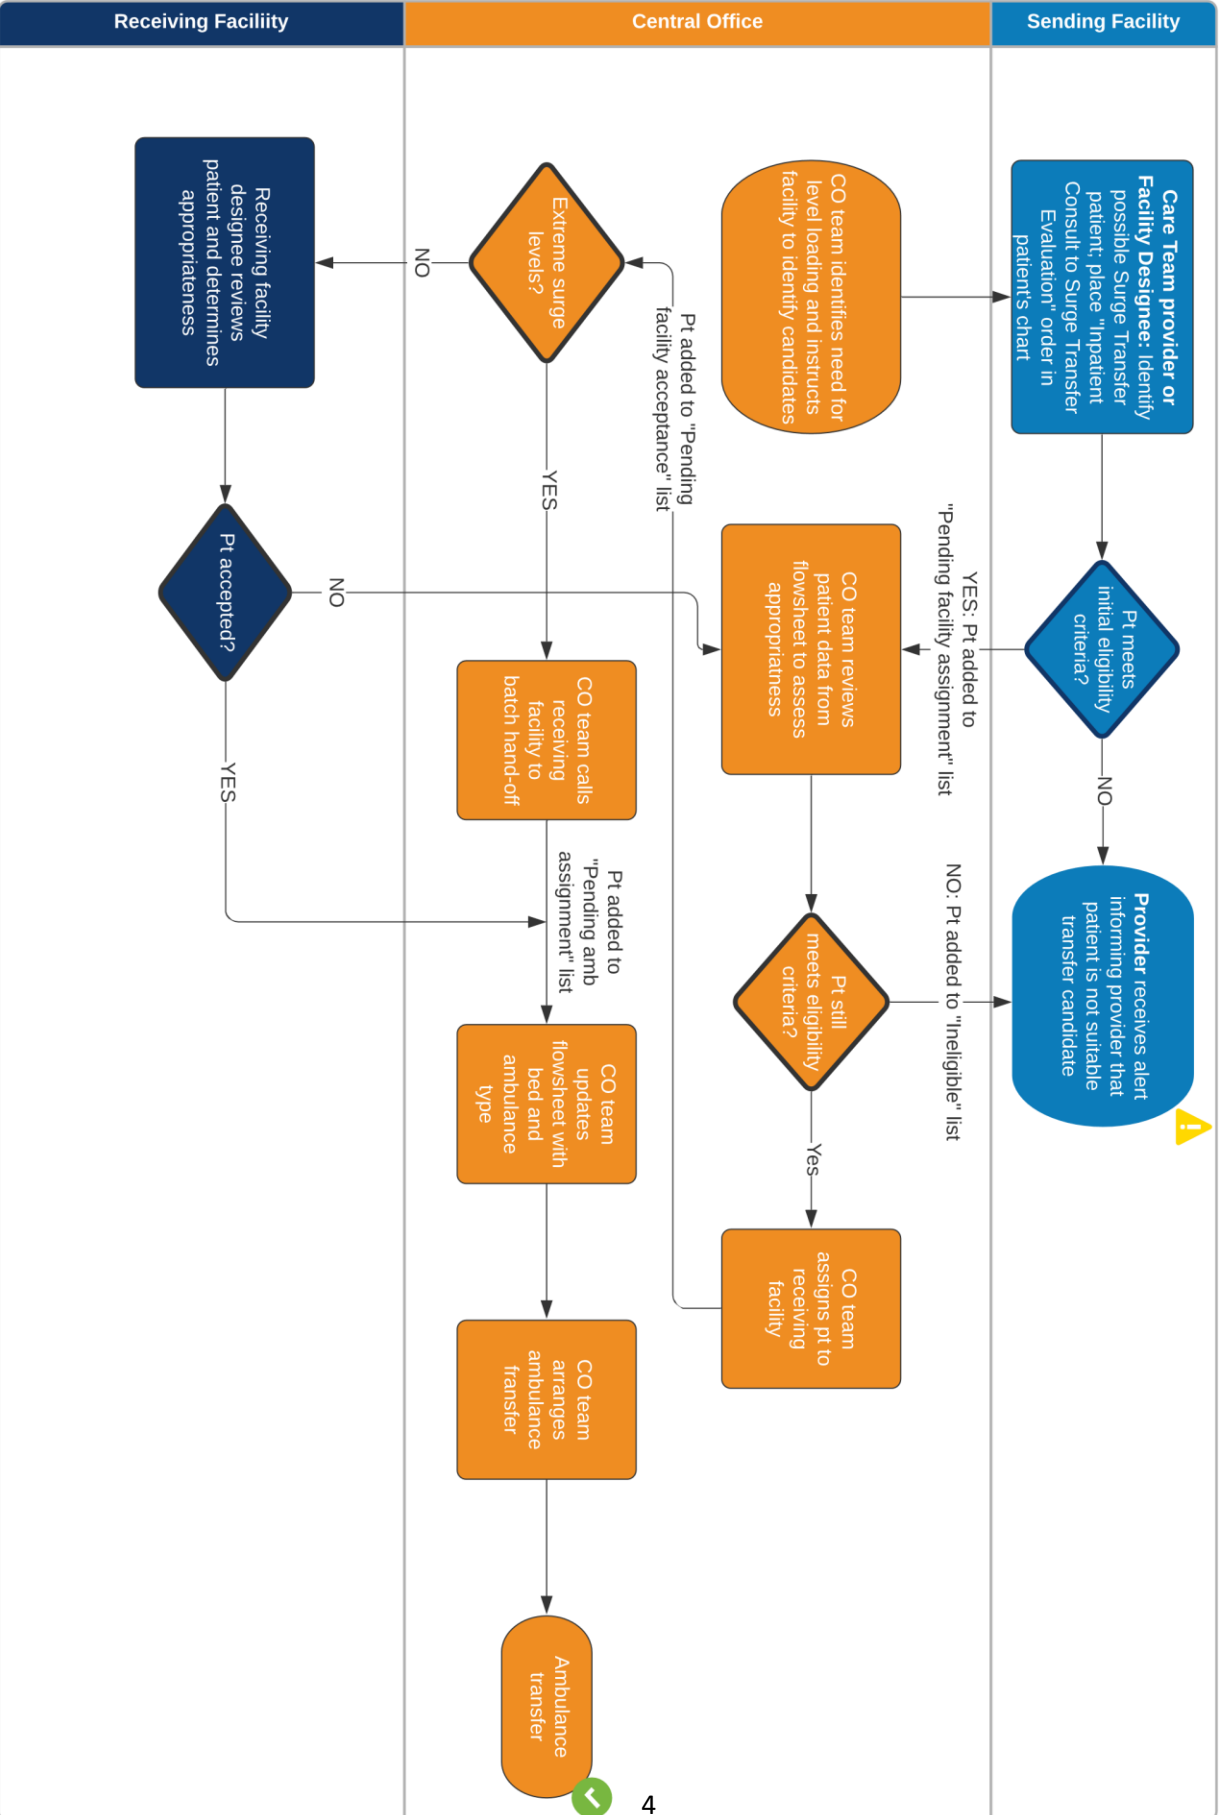 Receiving Faciliity
Central Office
Sending Facility
Care Team provider or
Facility Designee: Identify
possible Surge Transfer
patient; place "Inpatient
Consult to Surge Transfer
Evaluation" order in
patient's chart
Pt meets
initial eligibility
criteria?
NO
Provider receives alert
informing provider that
patient is not suitable
transfer candidate
YES: Pt added to
"Pending facility assignment" list
NO: Pt added to "Ineligible" list
CO team identifies need for
level loading and instructs
facility to identify candidates
CO team reviews
patient data from
flowsheet to assess
appropriatness
Pt still
meets eligibility
criteria?
Yes
CO team
assigns pt to
receiving
facility
Pt added to "Pending
facility acceptance" list
Extreme surge
levels?
YES
CO team calls
receiving
facility to
batch hand-off
Pt added to
"Pending amb
assignment" list
CO team
updates
flowsheet with
bed and
ambulance
type
CO team
arranges
ambulance
fransfer
Ambulance
transfer
NO
NO
Receiving facility
designee reviews
patient and determines
appropriateness
Pt accepted?
YES
4